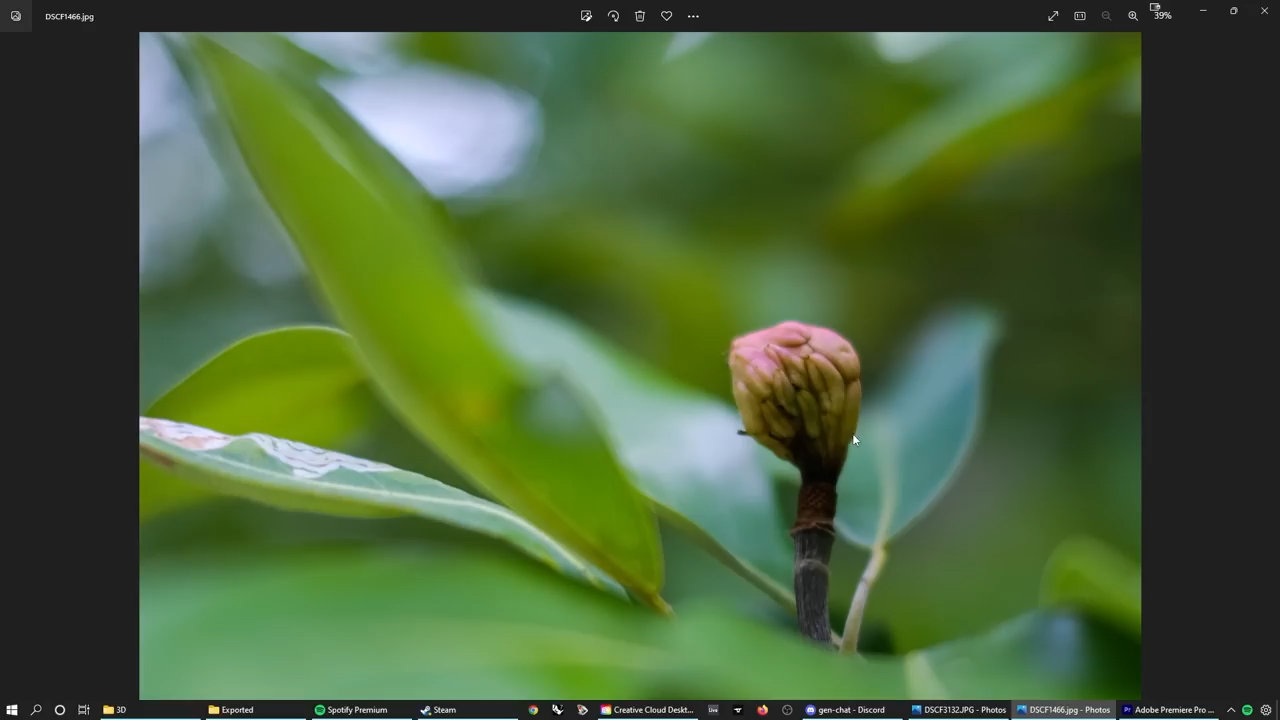 DSCF1466.jpg
39%
3D
Exported
Spotify Premium
Steam
Creative Cloud Deskt...
gen-chat - Discord
DSCF3132.JPG - Photos
DSCF1466.jpg - Photos
Adobe Premiere Pro ...